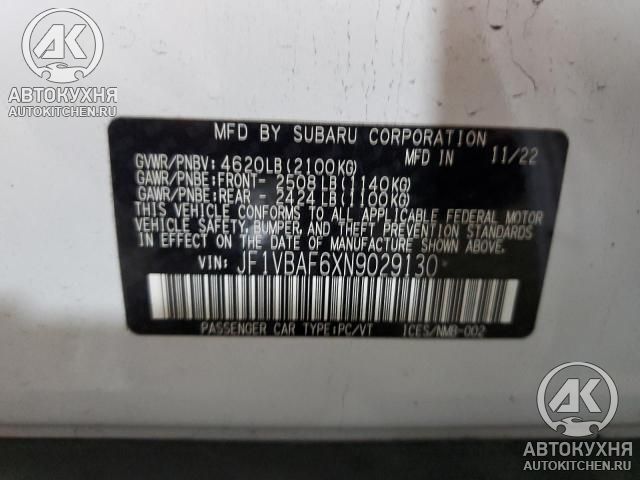 АК
АВТОКУХНЯ
AUTOKITCHEN.RU
MFD BY SUBARU CORPORATION
GVWR/PNBV: 4620LB(2100KG) MFD IN 11/22
GAWR/PNBE:FRONT- 2508LB(1140KG)
GAWR/PNBE:REAR - 2424LB(1100KG)
THIS VEHICLE CONFORMS TO ALL APPLICABLE FEDERAL MOTOR
VEHICLE SAFETY, BUMPER, AND THEFT PREVENTION STANDARDS
IN EFFECT ON THE DATE OF MANUFACTURE SHOWN ABOVE.
VIN: JF1VBAF6XN9029130
PASSENGER CAR TYPE:PC/VT ICES/NMB-002
АК
АВТОКУХНЯ
AUTOKITCHEN.RU